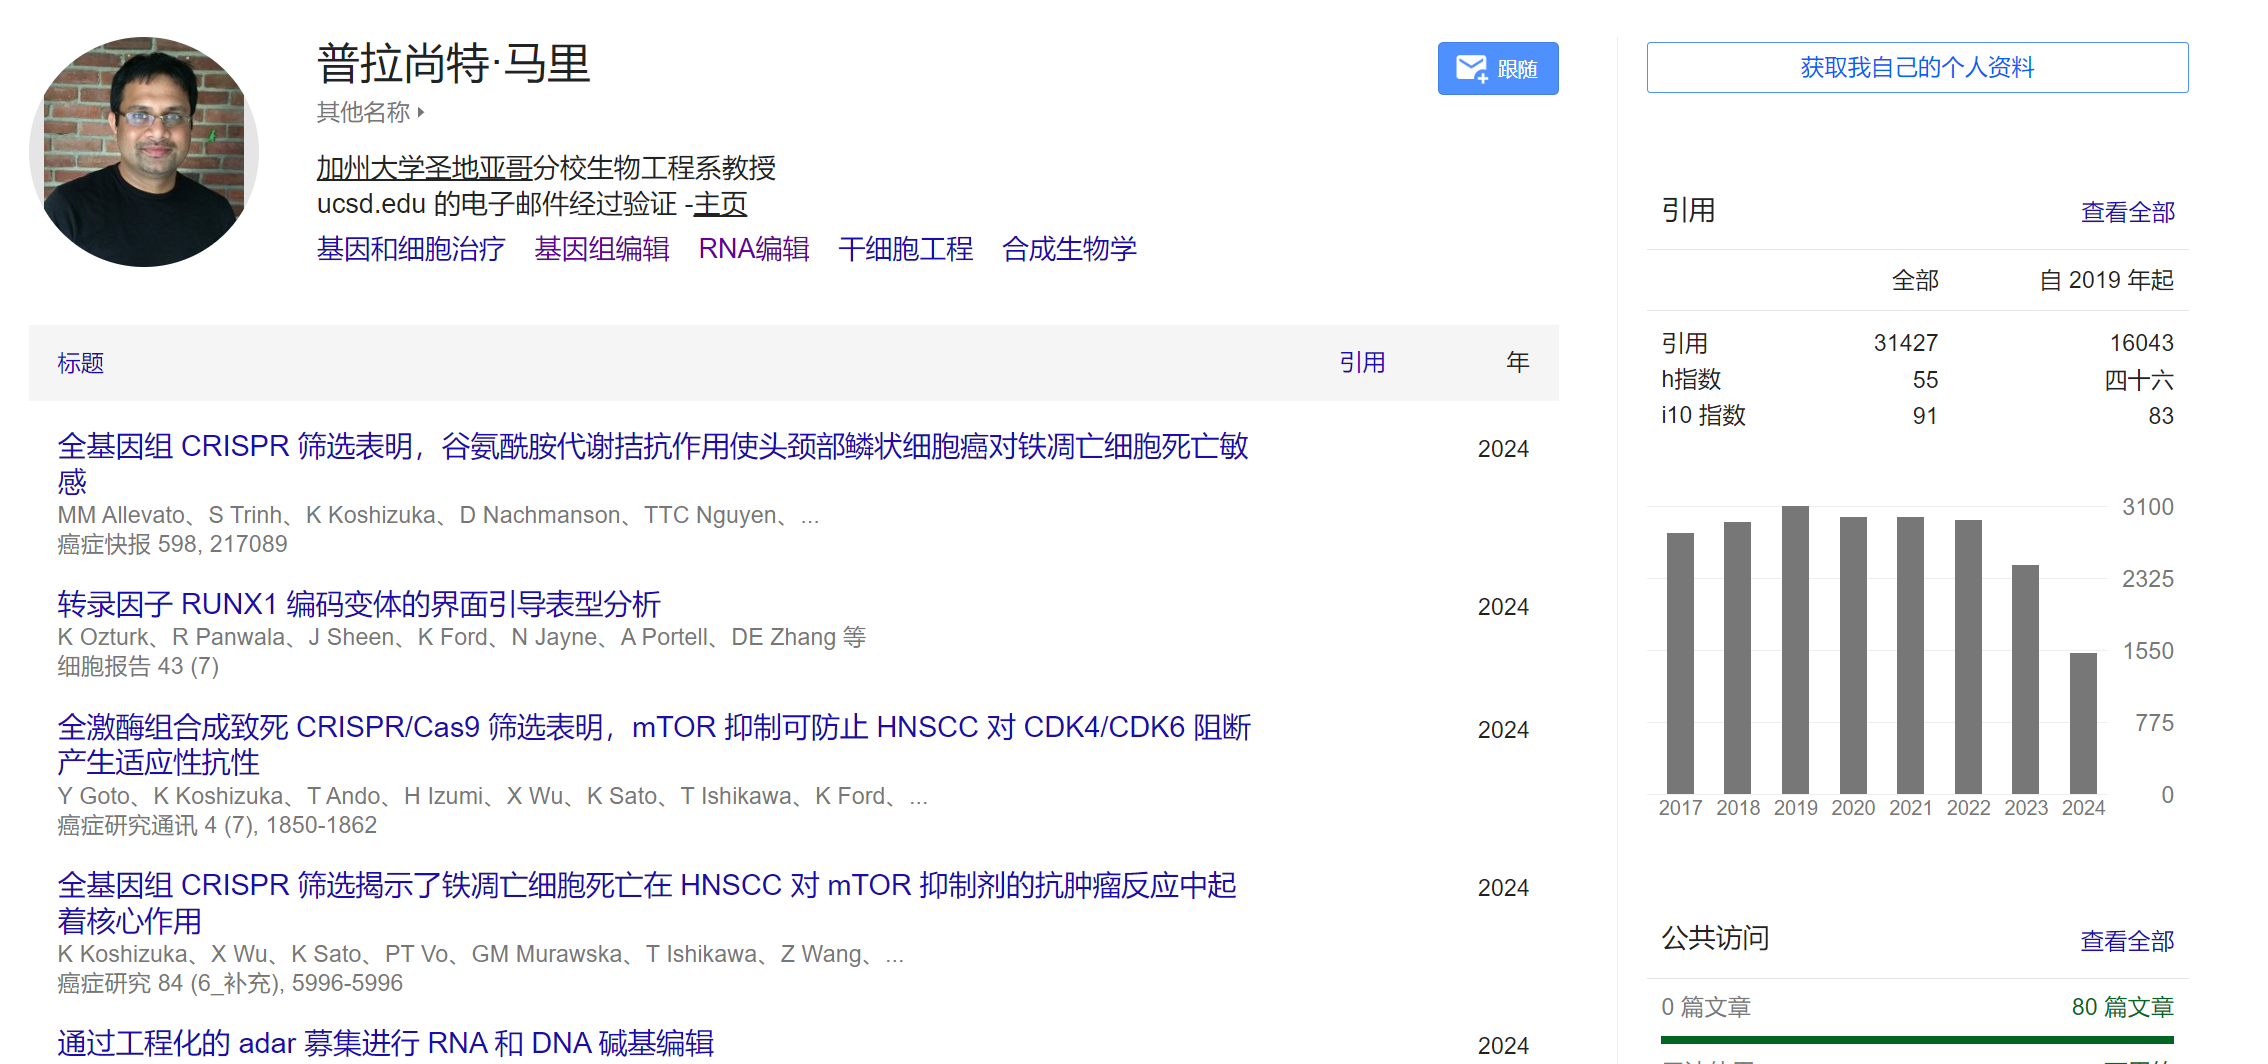 普拉尚特·马里
其他名称
加州大学圣地亚哥分校生物工程系教授
ucsd.edu 的电子邮件经过验证 -主页
基因和细胞治疗 基因组编辑 RNA编辑 干细胞工程 合成生物学
跟随
标题 引用 年
全基因组 CRISPR 筛选表明，谷氨酰胺代谢拮抗作用使头颈部鳞状细胞癌对铁凋亡细胞死亡敏 2024
感
MM Allevato、S Trinh、K Koshizuka、D Nachmanson、TTC Nguyen、...
癌症快报 598, 217089
转录因子 RUNX1 编码变体的界面引导表型分析 2024
K Ozturk、R Panwala、J Sheen、K Ford、N Jayne、A Portell、DE Zhang 等
细胞报告 43 (7)
全激酶组合成致死 CRISPR/Cas9 筛选表明，mTOR 抑制可防止 HNSCC 对 CDK4/CDK6 阻断 2024
产生适应性抗性
Y Goto、K Koshizuka、T Ando、H Izumi、X Wu、K Sato、T Ishikawa、K Ford、...
癌症研究通讯 4 (7), 1850-1862
全基因组 CRISPR 筛选揭示了铁凋亡细胞死亡在 HNSCC 对 mTOR 抑制剂的抗肿瘤反应中起 2024
着核心作用
K Koshizuka、X Wu、K Sato、PT Vo、GM Murawska、T Ishikawa、Z Wang、...
癌症研究 84 (6_补充), 5996-5996
通过工程化的 adar 募集进行 RNA 和 DNA 碱基编辑 2024
获取我自己的个人资料
引用 查看全部
全部 自 2019 年起
引用 31427 16043
h指数 55 四十六
i10 指数 91 83
3100
2325
1550
775
0
2017 2018 2019 2020 2021 2022 2023 2024
公共访问 查看全部
0 篇文章 80 篇文章